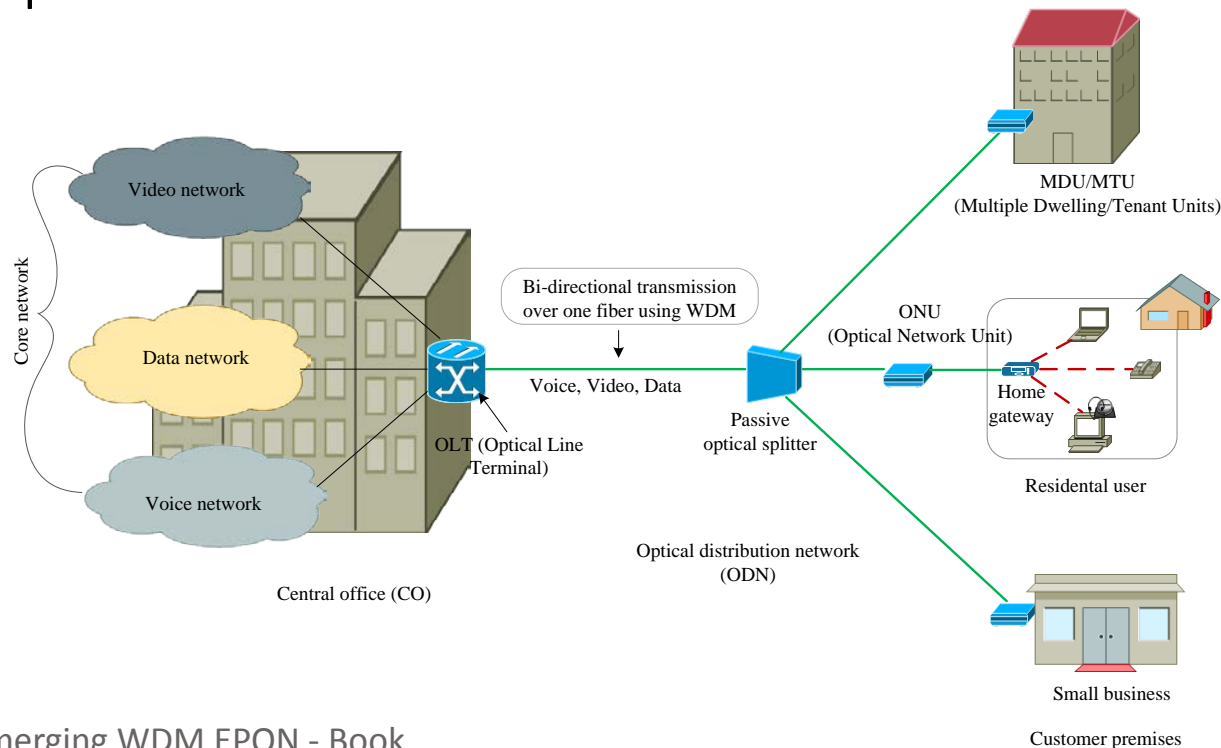 Video network
Core network
Data network
Voice network
Central office (CO)
OLT (Optical Line
Terminal)
Bi-directional transmission
over one fiber using WDM
Voice, Video, Data
Passive
optical splitter
Optical distribution network
(ODN)
MDU/MTU
(Multiple Dwelling/Tenant Units)
ONU
(Optical Network Unit)
Home
gateway
Residental user
Small business
Customer premises
merging WDM EPON - Book